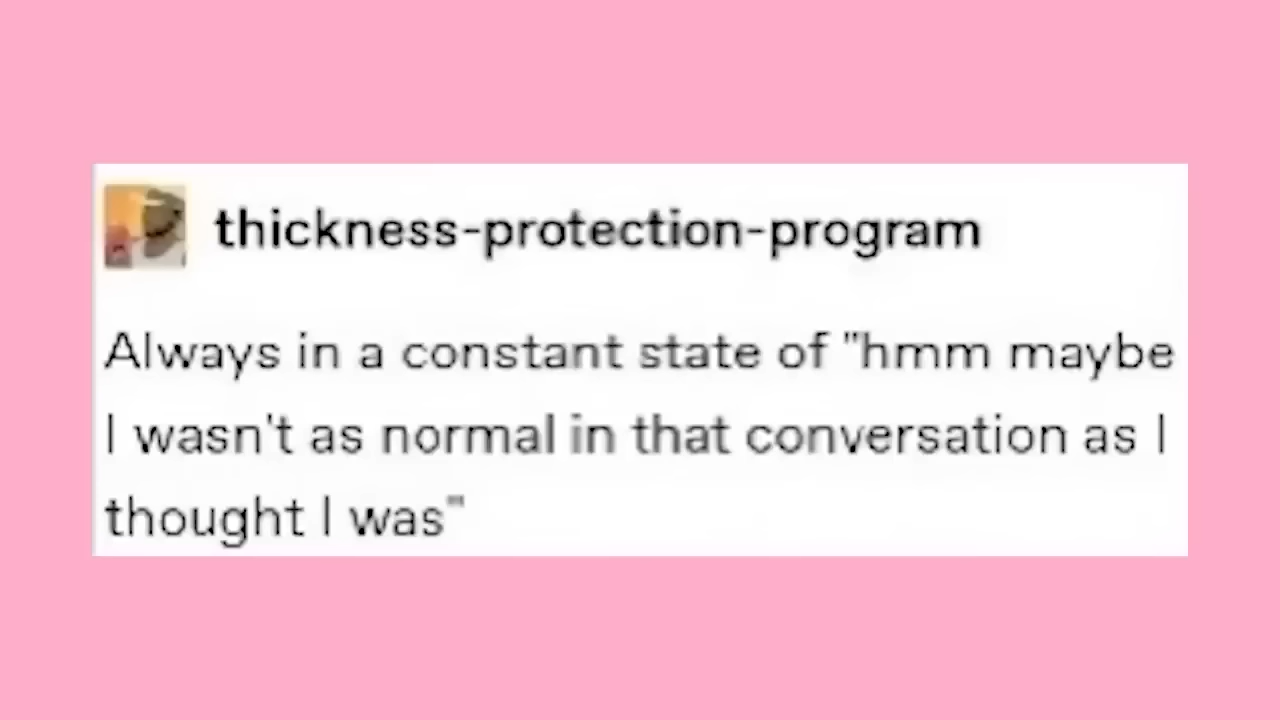 thickness-protection-program
Always in a constant state of "hmm maybe
I wasn't as normal in that conversation as I
thought I was"